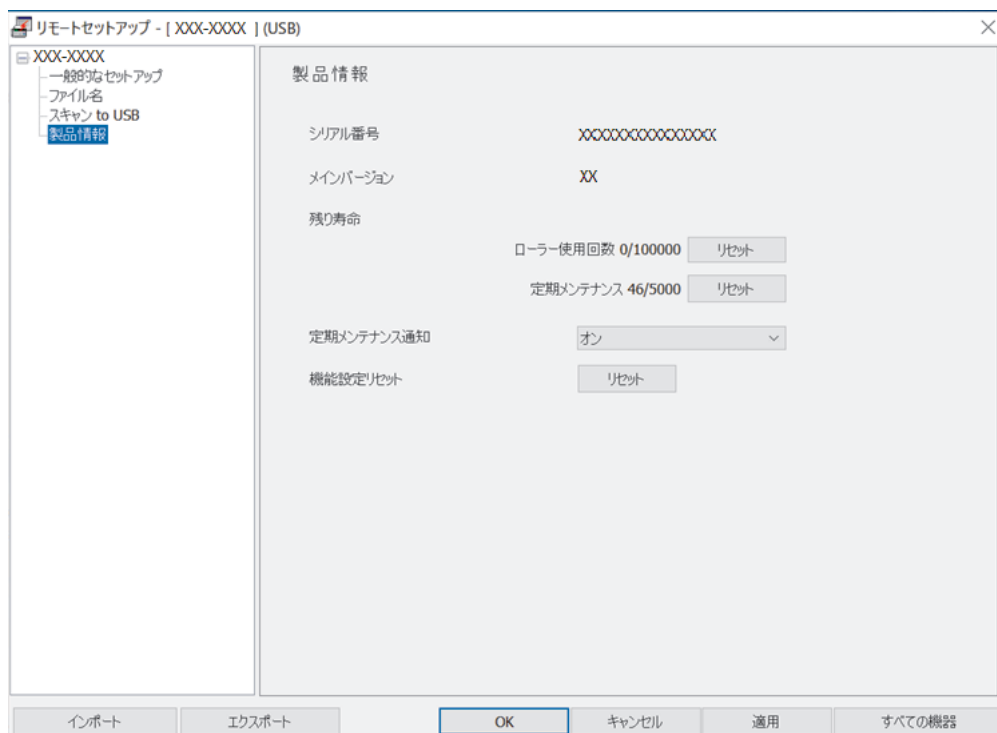 リモートセットアップ - [ XXX-XXXX ] (USB)
XXX-XXXX
一般的なセットアップ
ファイル名
スキャン to USB
製品情報
製品情報
シリアル番号 XXXXXXXXXXXXXXX
メインバージョン XX
残り寿命
ローラー使用回数 0/100000 リセット
定期メンテナンス 46/5000 リセット
定期メンテナンス通知 オン
機能設定リセット リセット
インポート エクスポート OK キャンセル 適用 すべての機器